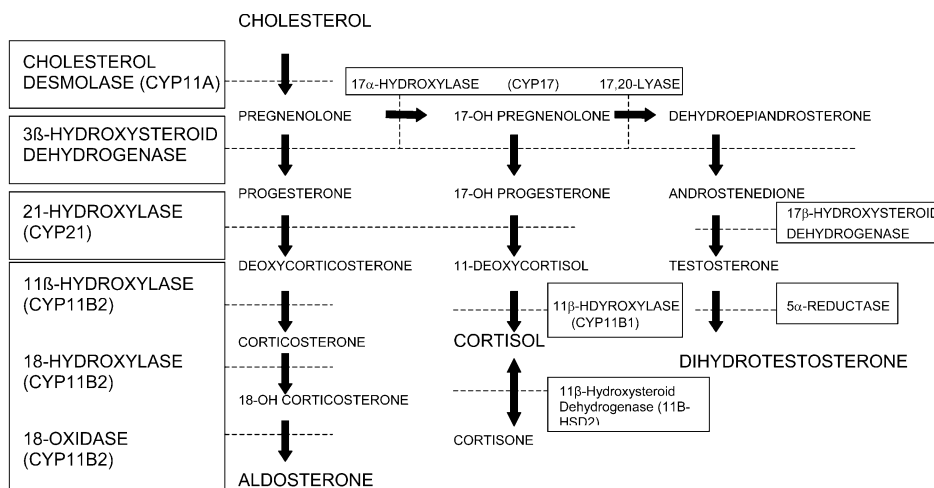 CHOLESTEROL
CHOLESTEROL
DESMOLASE (CYP11A)
17α-HYDROXYLASE (CYP17) 17,20-LYASE
PREGNENOLONE 17-OH PREGNENOLONE DEHYDROEPIANDROSTERONE
3ß-HYDROXYSTEROID
DEHYDROGENASE
PROGESTERONE 17-OH PROGESTERONE ANDROSTENEDIONE
21-HYDROXYLASE
(CYP21)
17β-HYDROXYSTEROID
DEHYDROGENASE
DEOXYCORTICOSTERONE 11-DEOXYCORTISOL TESTOSTERONE
11ß-HYDROXYLASE
(CYP11B2)
11β-HDYROXYLASE
(CYP11B1)
5α-REDUCTASE
CORTICOSTERONE CORTISOL
DIHYDROTESTOSTERONE
18-HYDROXYLASE
(CYP11B2)
18-OH CORTICOSTERONE
11β-Hydroxysteroid
Dehydrogenase (11B-
HSD2)
18-OXIDASE
(CYP11B2)
CORTISONE
ALDOSTERONE